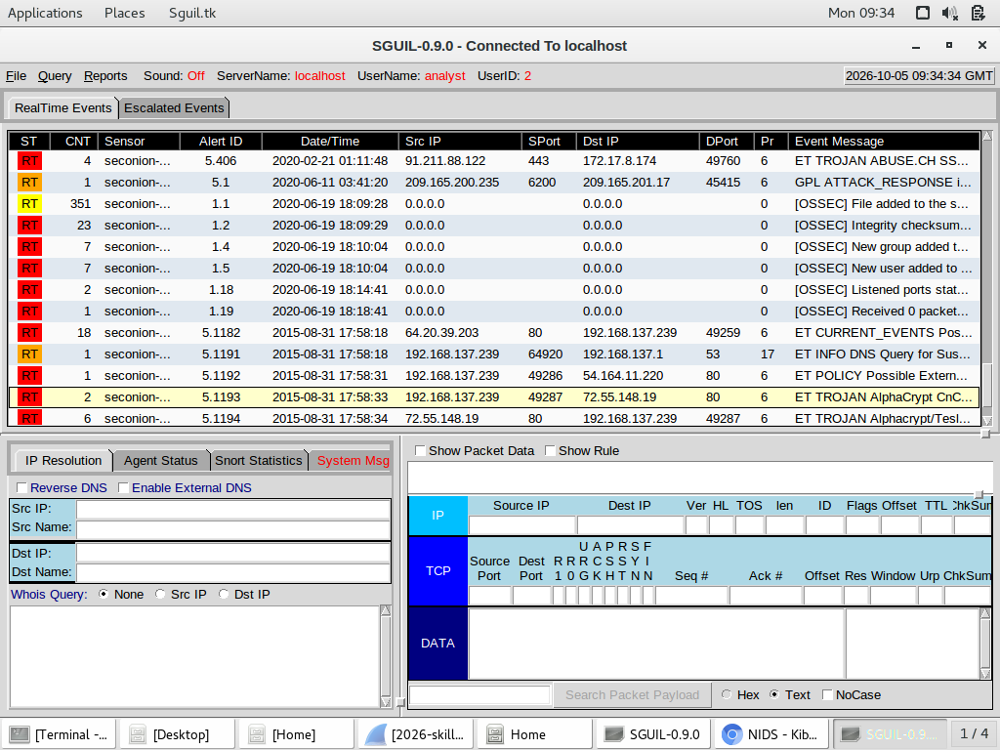 Applications Places Sguil.tk Mon 09:34
SGUIL-0.9.0 - Connected To localhost
File Query Reports Sound: Off ServerName: localhost UserName: analyst UserID: 2 2026-10-05 09:34:34 GMT
RealTime Events Escalated Events
ST CNT Sensor Alert ID Date/Time Src IP SPort Dst IP DPort Pr Event Message
RT 4 seconion-... 5.406 2020-02-21 01:11:48 91.211.88.122 443 172.17.8.174 49760 6 ET TROJAN ABUSE.CH SS...
RT 1 seconion-... 5.1 2020-06-11 03:41:20 209.165.200.235 6200 209.165.201.17 45415 6 GPL ATTACK_RESPONSE i...
RT 351 seconion-... 1.1 2020-06-19 18:09:28 0.0.0.0 0.0.0.0 0 [OSSEC] File added to the s...
RT 23 seconion-... 1.2 2020-06-19 18:09:29 0.0.0.0 0.0.0.0 0 [OSSEC] Integrity checksum...
RT 7 seconion-... 1.4 2020-06-19 18:10:04 0.0.0.0 0.0.0.0 0 [OSSEC] New group added t...
RT 7 seconion-... 1.5 2020-06-19 18:10:04 0.0.0.0 0.0.0.0 0 [OSSEC] New user added to ...
RT 2 seconion-... 1.18 2020-06-19 18:14:41 0.0.0.0 0.0.0.0 0 [OSSEC] Listened ports stat...
RT 1 seconion-... 1.19 2020-06-19 18:18:41 0.0.0.0 0.0.0.0 0 [OSSEC] Received 0 packet...
RT 18 seconion-... 5.1182 2015-08-31 17:58:18 64.20.39.203 80 192.168.137.239 49259 6 ET CURRENT_EVENTS Pos...
RT 1 seconion-... 5.1191 2015-08-31 17:58:18 192.168.137.239 64920 192.168.137.1 53 17 ET INFO DNS Query for Sus...
RT 1 seconion-... 5.1192 2015-08-31 17:58:31 192.168.137.239 49286 54.164.11.220 80 6 ET POLICY Possible Extern...
RT 2 seconion-... 5.1193 2015-08-31 17:58:33 192.168.137.239 49287 72.55.148.19 80 6 ET TROJAN AlphaCrypt CnC...
RT 6 seconion-... 5.1194 2015-08-31 17:58:34 72.55.148.19 80 192.168.137.239 49287 6 ET TROJAN Alphacrypt/Tesl...
IP Resolution Agent Status Snort Statistics System Msg
Reverse DNS Enable External DNS
Src IP:
Src Name:
Dst IP:
Dst Name:
Whois Query: None Src IP Dst IP
Show Packet Data Show Rule
IP Source IP Dest IP Ver HL TOS len ID Flags Offset TTL ChkSum
U A P R S F
R R R C S S Y I
TCP Source Port Dest Port 1 0 G K H T N N Seq # Ack # Offset Res Window Urp ChkSum
DATA
Search Packet Payload Hex Text NoCase
[Terminal -... [Desktop] [Home] [2026-skill... Home SGUIL-0.9.0 NIDS - Kib... SGUIL-0.9.... 1 / 4